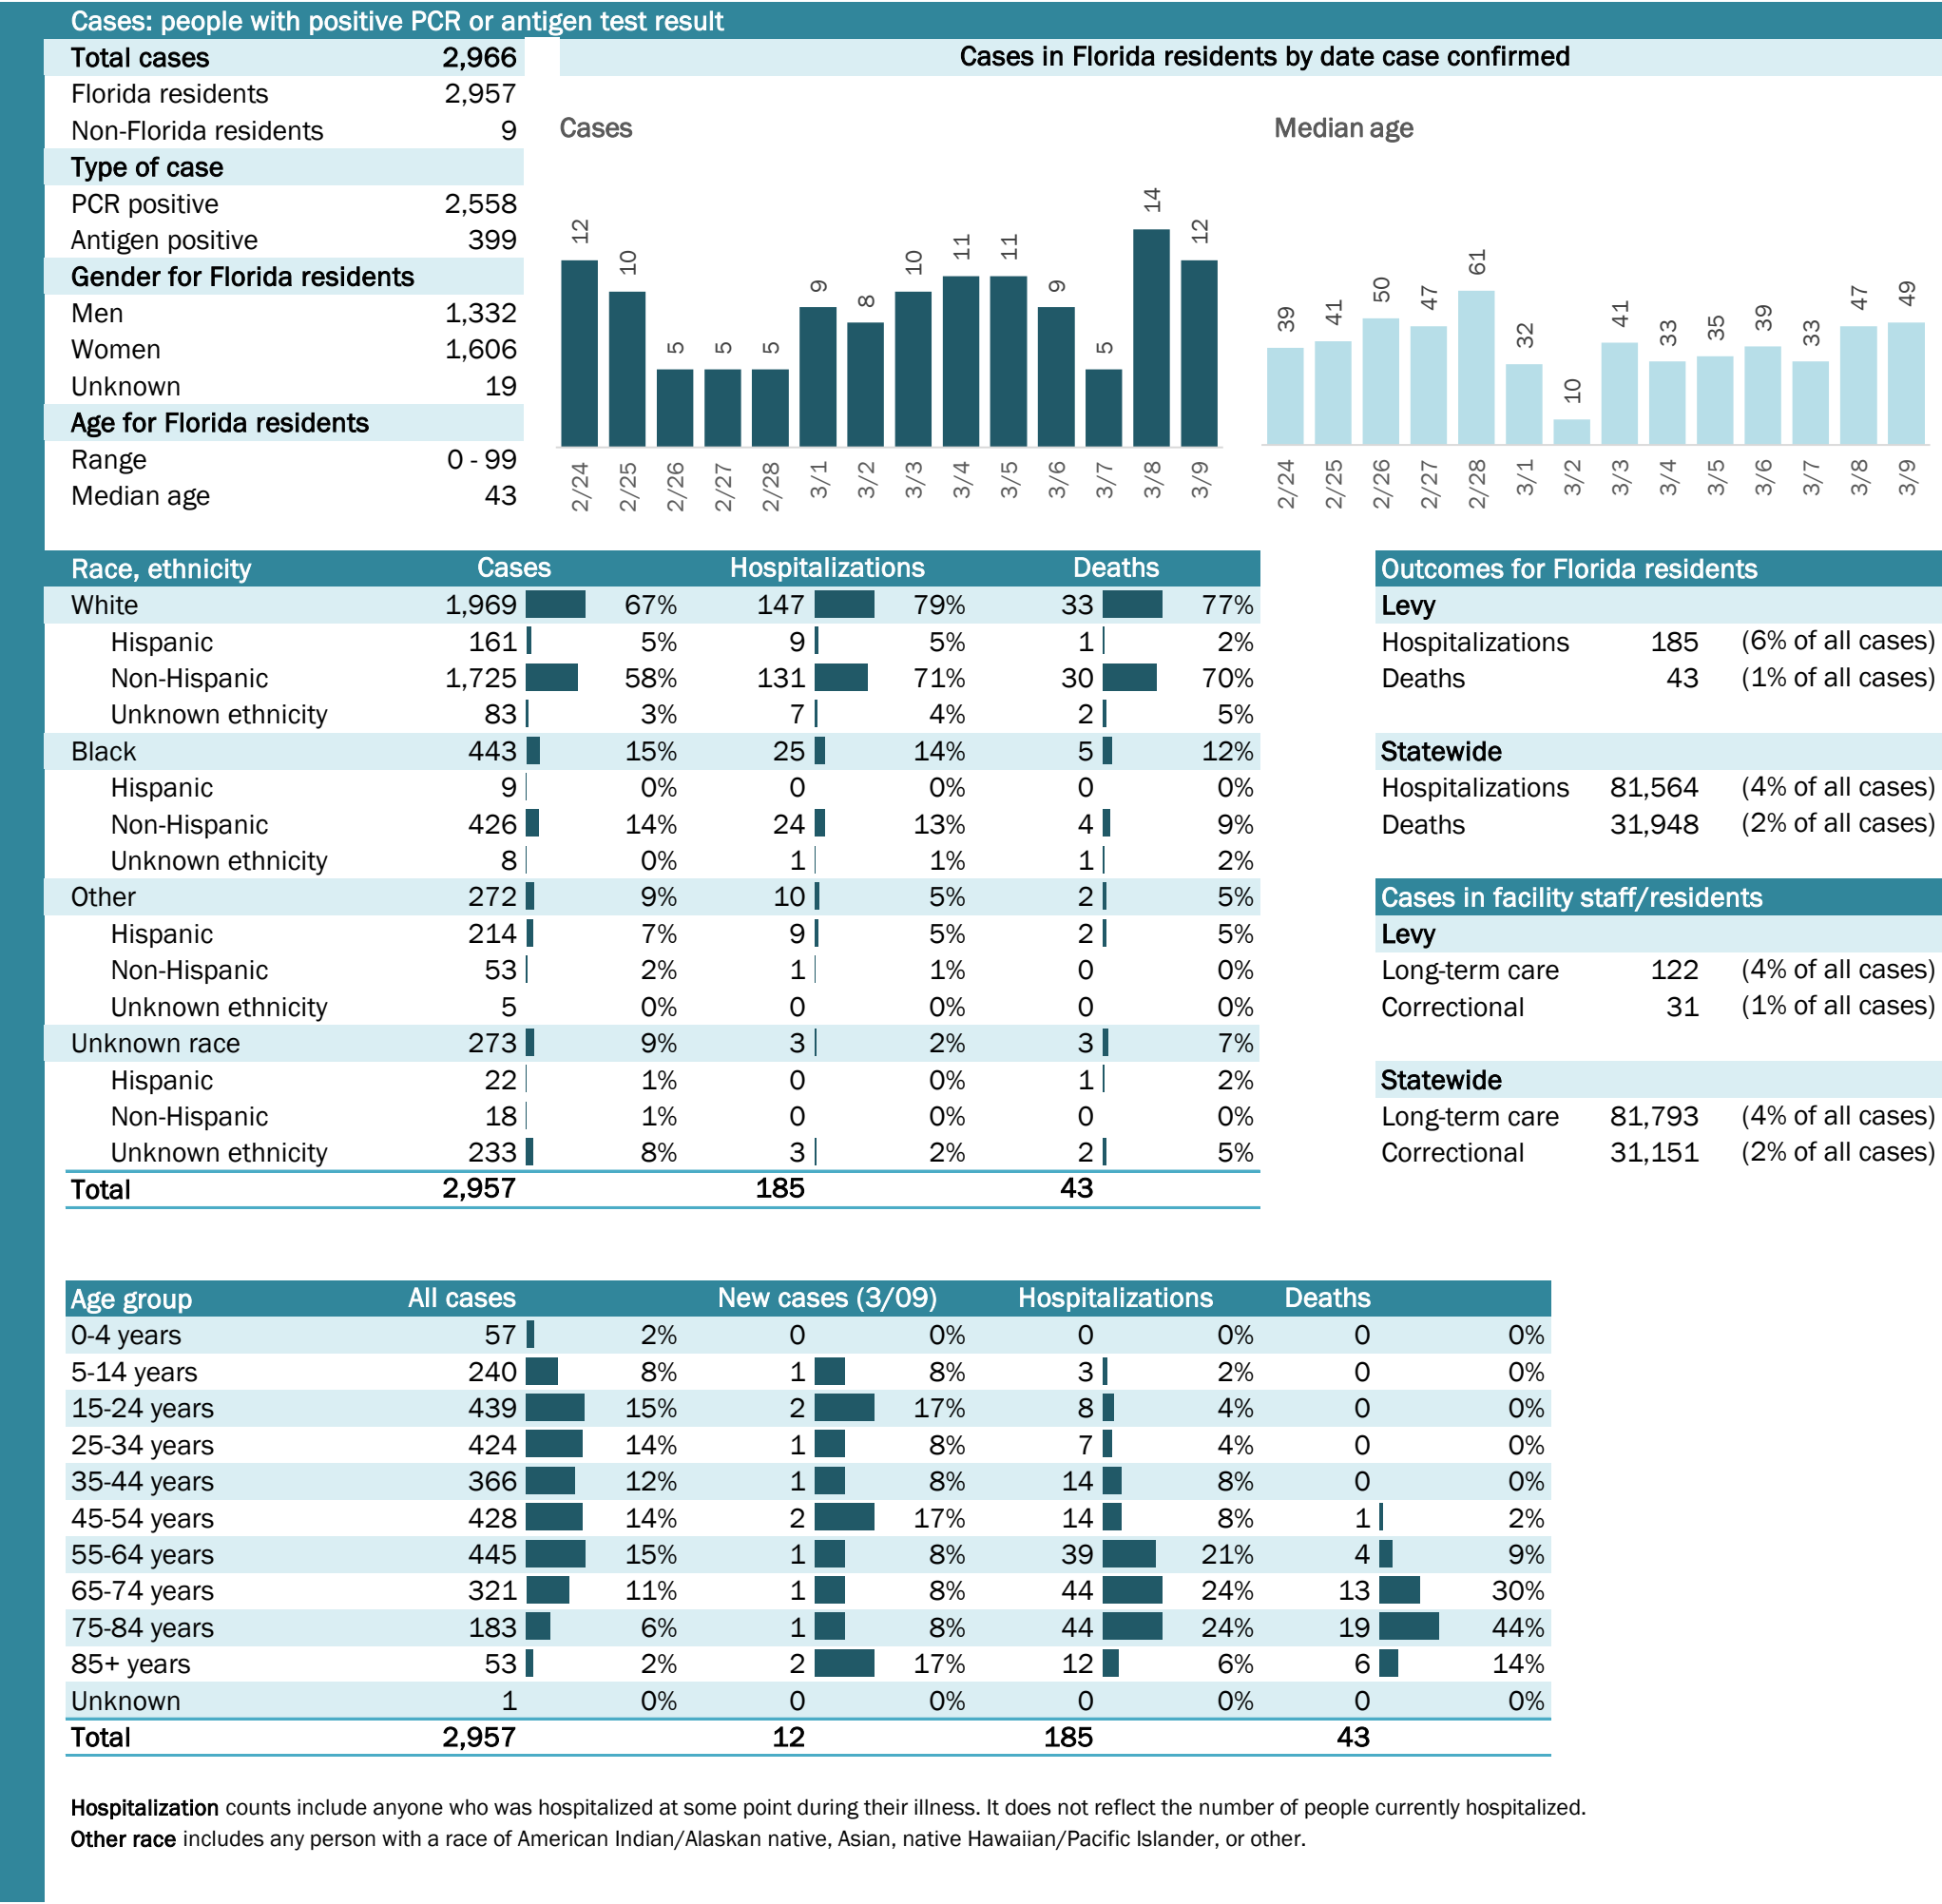 Cases: people with positive PCR or antigen test result
Total cases 2,966
Florida residents 2,957
Non-Florida residents 9
Type of case
PCR positive 2,558
Antigen positive 399
Gender for Florida residents
Men 1,332
Women 1,606
Unknown 19
Age for Florida residents
Range 0 - 99
Median age 43
Cases in Florida residents by date case confirmed
Cases
12 10 5 5 5 9 8 10 11 11 9 5 14 12
2/24 2/25 2/26 2/27 2/28 3/1 3/2 3/3 3/4 3/5 3/6 3/7 3/8 3/9
Median age
39 41 50 47 61 32 10 41 33 35 39 33 47 49
2/24 2/25 2/26 2/27 2/28 3/1 3/2 3/3 3/4 3/5 3/6 3/7 3/8 3/9
Race, ethnicity Cases Hospitalizations Deaths
White 1,969 67% 147 79% 33 77%
Hispanic 161 5% 9 5% 1 2%
Non-Hispanic 1,725 58% 131 71% 30 70%
Unknown ethnicity 83 3% 7 4% 2 5%
Black 443 15% 25 14% 5 12%
Hispanic 9 0% 0 0% 0 0%
Non-Hispanic 426 14% 24 13% 4 9%
Unknown ethnicity 8 0% 1 1% 1 2%
Other 272 9% 10 5% 2 5%
Hispanic 214 7% 9 5% 2 5%
Non-Hispanic 53 2% 1 1% 0 0%
Unknown ethnicity 5 0% 0 0% 0 0%
Unknown race 273 9% 3 2% 3 7%
Hispanic 22 1% 0 0% 1 2%
Non-Hispanic 18 1% 0 0% 0 0%
Unknown ethnicity 233 8% 3 2% 2 5%
Total 2,957 185 43
Outcomes for Florida residents
Levy
Hospitalizations 185 (6% of all cases)
Deaths 43 (1% of all cases)
Statewide
Hospitalizations 81,564 (4% of all cases)
Deaths 31,948 (2% of all cases)
Cases in facility staff/residents
Levy
Long-term care 122 (4% of all cases)
Correctional 31 (1% of all cases)
Statewide
Long-term care 81,793 (4% of all cases)
Correctional 31,151 (2% of all cases)
Age group All cases New cases (3/09) Hospitalizations Deaths
0-4 years 57 2% 0 0% 0 0% 0 0%
5-14 years 240 8% 1 8% 3 2% 0 0%
15-24 years 439 15% 2 17% 8 4% 0 0%
25-34 years 424 14% 1 8% 7 4% 0 0%
35-44 years 366 12% 1 8% 14 8% 0 0%
45-54 years 428 14% 2 17% 14 8% 1 2%
55-64 years 445 15% 1 8% 39 21% 4 9%
65-74 years 321 11% 1 8% 44 24% 13 30%
75-84 years 183 6% 1 8% 44 24% 19 44%
85+ years 53 2% 2 17% 12 6% 6 14%
Unknown 1 0% 0 0% 0 0% 0 0%
Total 2,957 12 185 43
Hospitalization counts include anyone who was hospitalized at some point during their illness. It does not reflect the number of people currently hospitalized.
Other race includes any person with a race of American Indian/Alaskan native, Asian, native Hawaiian/Pacific Islander, or other.